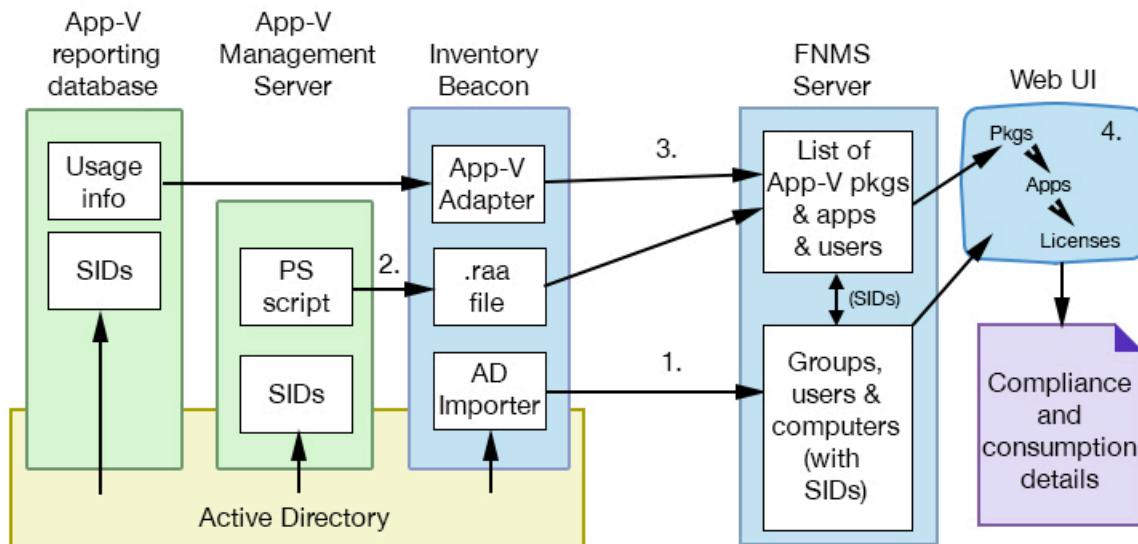 App-V
reporting
database
App-V
Management
Server
Inventory
Beacon
FNMS
Server
Web UI
Usage
info
SIDs
PS
script
SIDs
2.
App-V
Adapter
.raa
file
AD
Importer
3.
1.
List of
App-V pkgs
& apps
& users
(SIDs)
Groups,
users &
computers
(with
SIDs)
4.
Pkgs
Apps
Licenses
Compliance
and
consumption
details
Active Directory